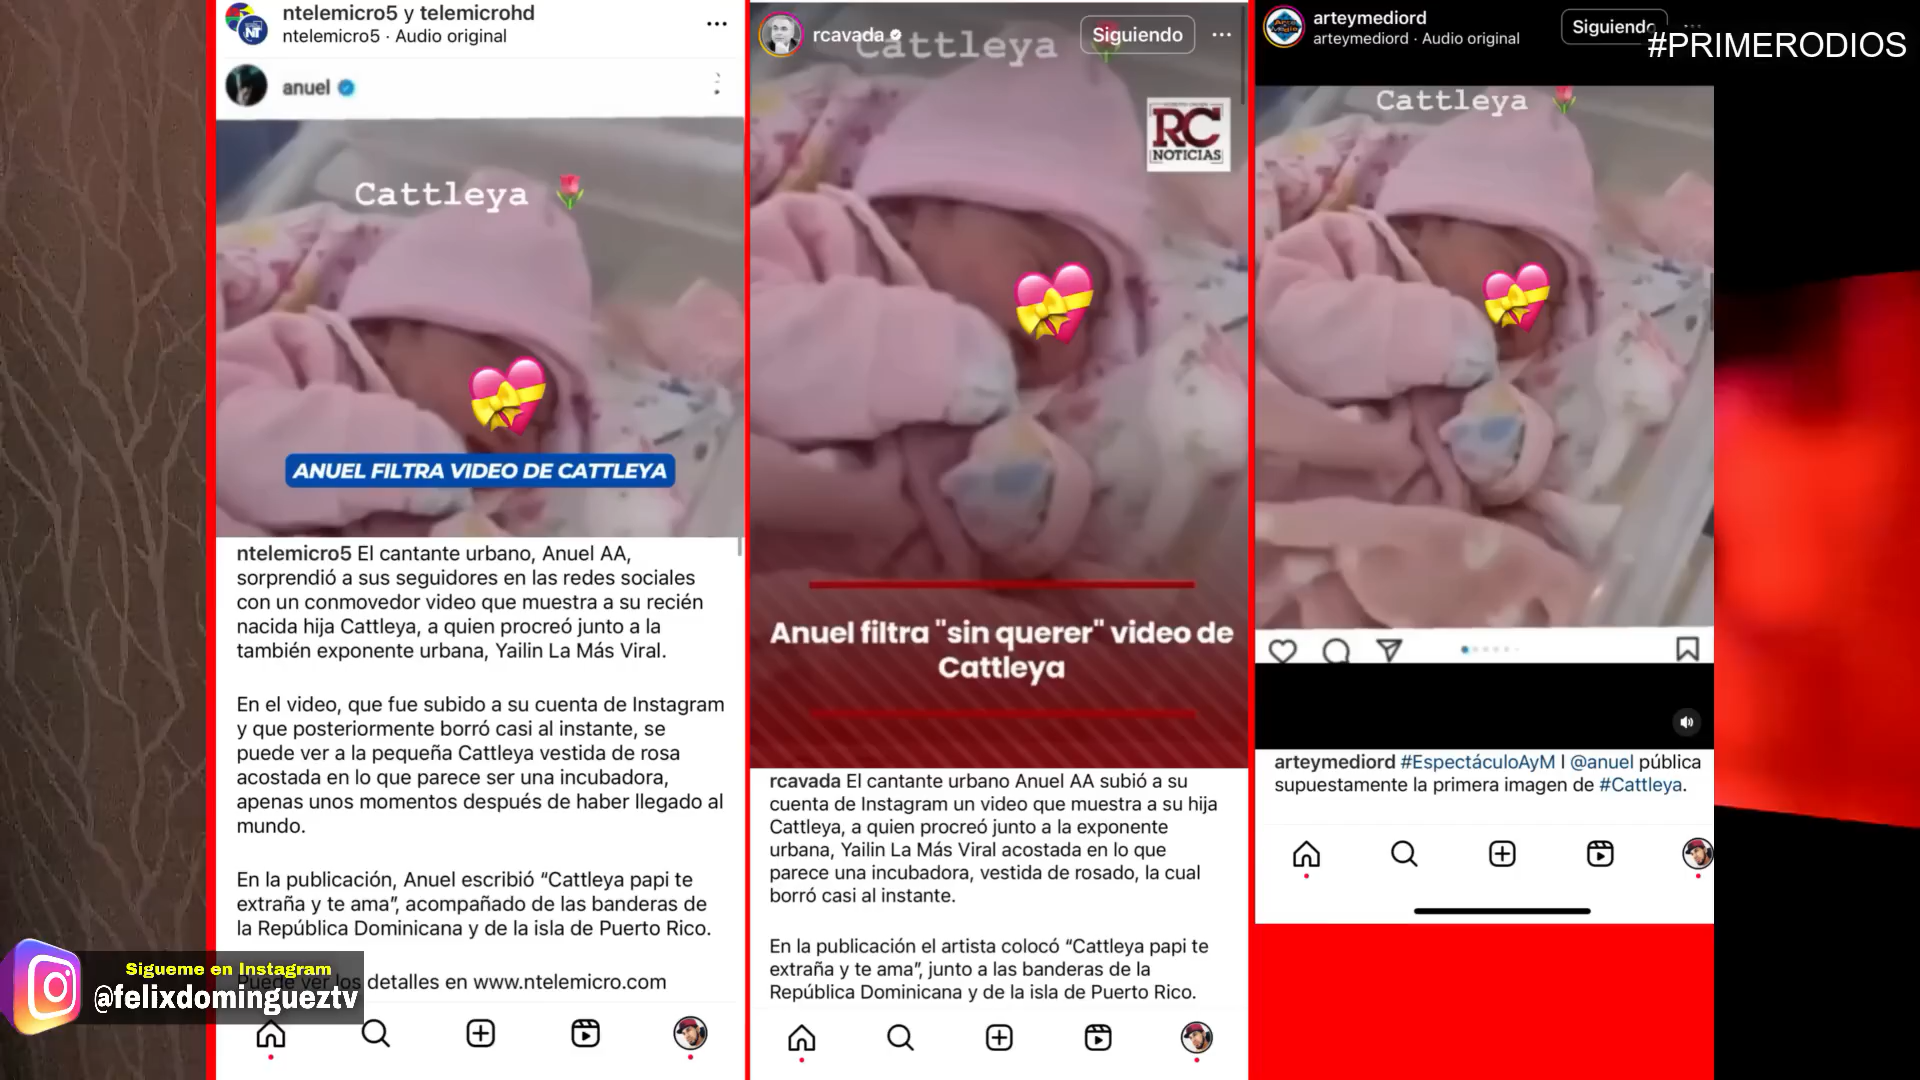 ntelemicro5 y telemicrohd
ntelemicro5 · Audio original
NT
anuel
Cattleya
ANUEL FILTRA VIDEO DE CATTLEYA
ntelemicro5 El cantante urbano, Anuel AA,
sorprendió a sus seguidores en las redes sociales
con un conmovedor video que muestra a su recién
nacida hija Cattleya, a quien procreó junto a la
también exponente urbana, Yailin La Más Viral.
En el video, que fue subido a su cuenta de Instagram
y que posteriormente borró casi al instante, se
puede ver a la pequeña Cattleya vestida de rosa
acostada en lo que parece ser una incubadora,
apenas unos momentos después de haber llegado al
mundo.
En la publicación, Anuel escribió “Cattleya papi te
extraña y te ama”, acompañado de las banderas de
la República Dominicana y de la isla de Puerto Rico.
Puede ver los detalles en www.ntelemicro.com
Sigueme en Instagram
@felixdomingueztv
rcavada
Siguiendo
Cattleya
RC
NOTICIAS
Anuel filtra "sin querer" video de
Cattleya
rcavada El cantante urbano Anuel AA subió a su
cuenta de Instagram un video que muestra a su hija
Cattleya, a quien procreó junto a la exponente
urbana, Yailin La Más Viral acostada en lo que
parece una incubadora, vestida de rosado, la cual
borró casi al instante.
En la publicación el artista colocó “Cattleya papi te
extraña y te ama”, junto a las banderas de la
República Dominicana y de la isla de Puerto Rico.
arteymediord
arteymediord · Audio original
Siguiendo
#PRIMERODIOS
Cattleya
arteymediord #EspectáculoAyM l @anuel pública
supuestamente la primera imagen de #Cattleya.